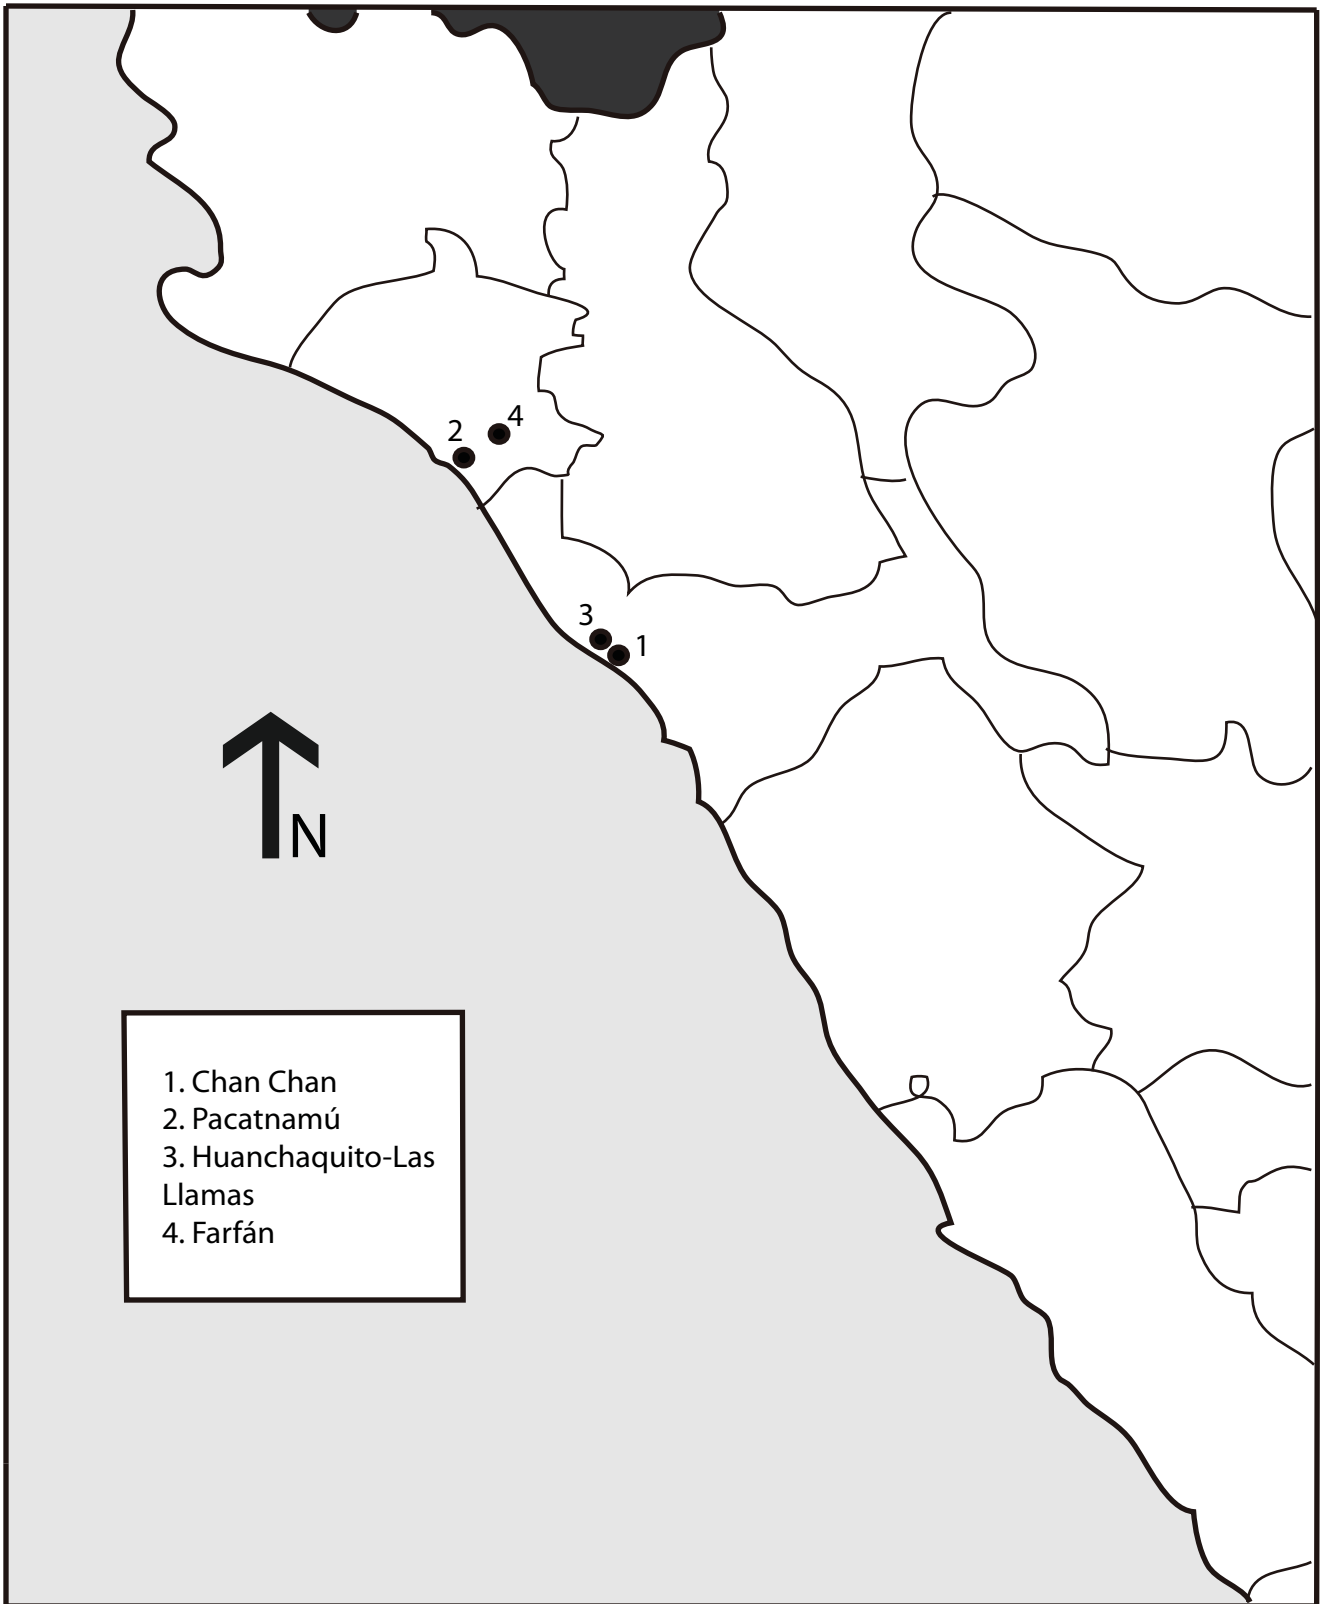 2
4
3
1
N
1. Chan Chan
2. Pacatnamú
3. Huanchaquito-Las
Llamas
4. Farfán